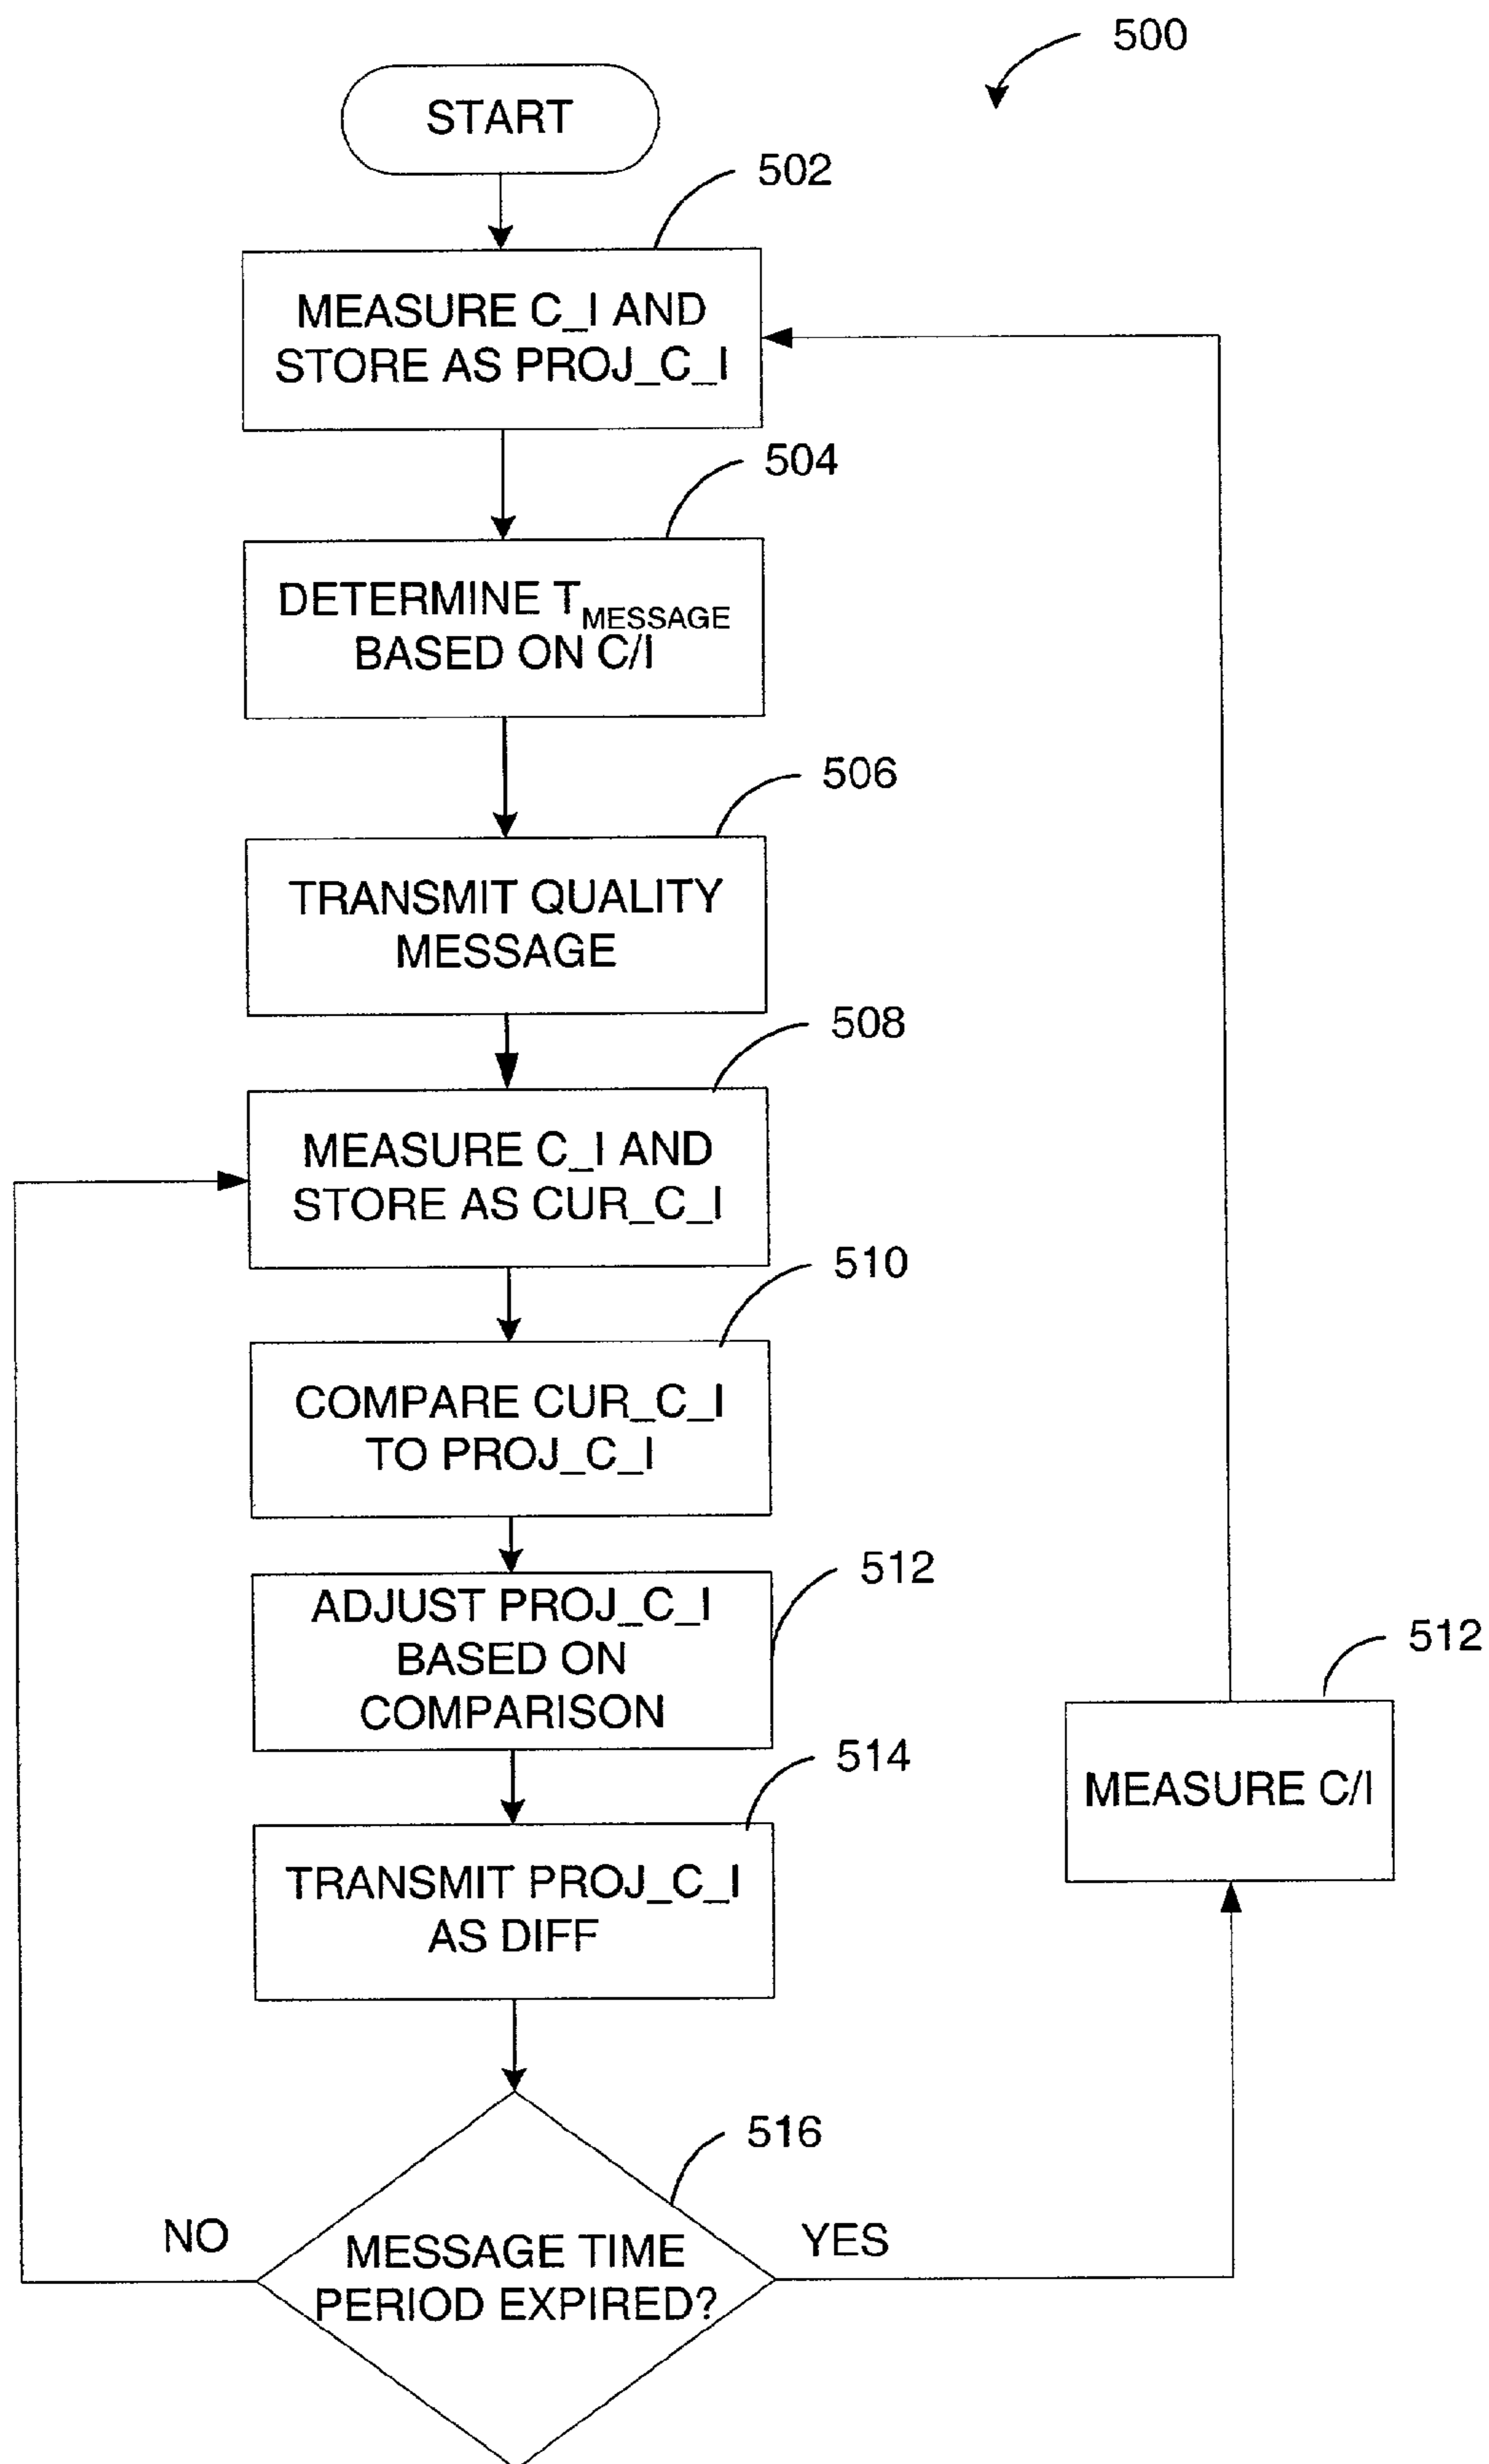 500
START
502
MEASURE C_I AND
STORE AS PROJ_C_I
504
DETERMINE TMESSAGE
BASED ON C/I
506
TRANSMIT QUALITY
MESSAGE
508
MEASURE C_I AND
STORE AS CUR_C_I
510
COMPARE CUR_C_I
TO PROJ_C_I
512
ADJUST PROJ_C_I
BASED ON
COMPARISON
512
MEASURE C/I
514
TRANSMIT PROJ_C_I
AS DIFF
516
NO
YES
MESSAGE TIME
PERIOD EXPIRED?